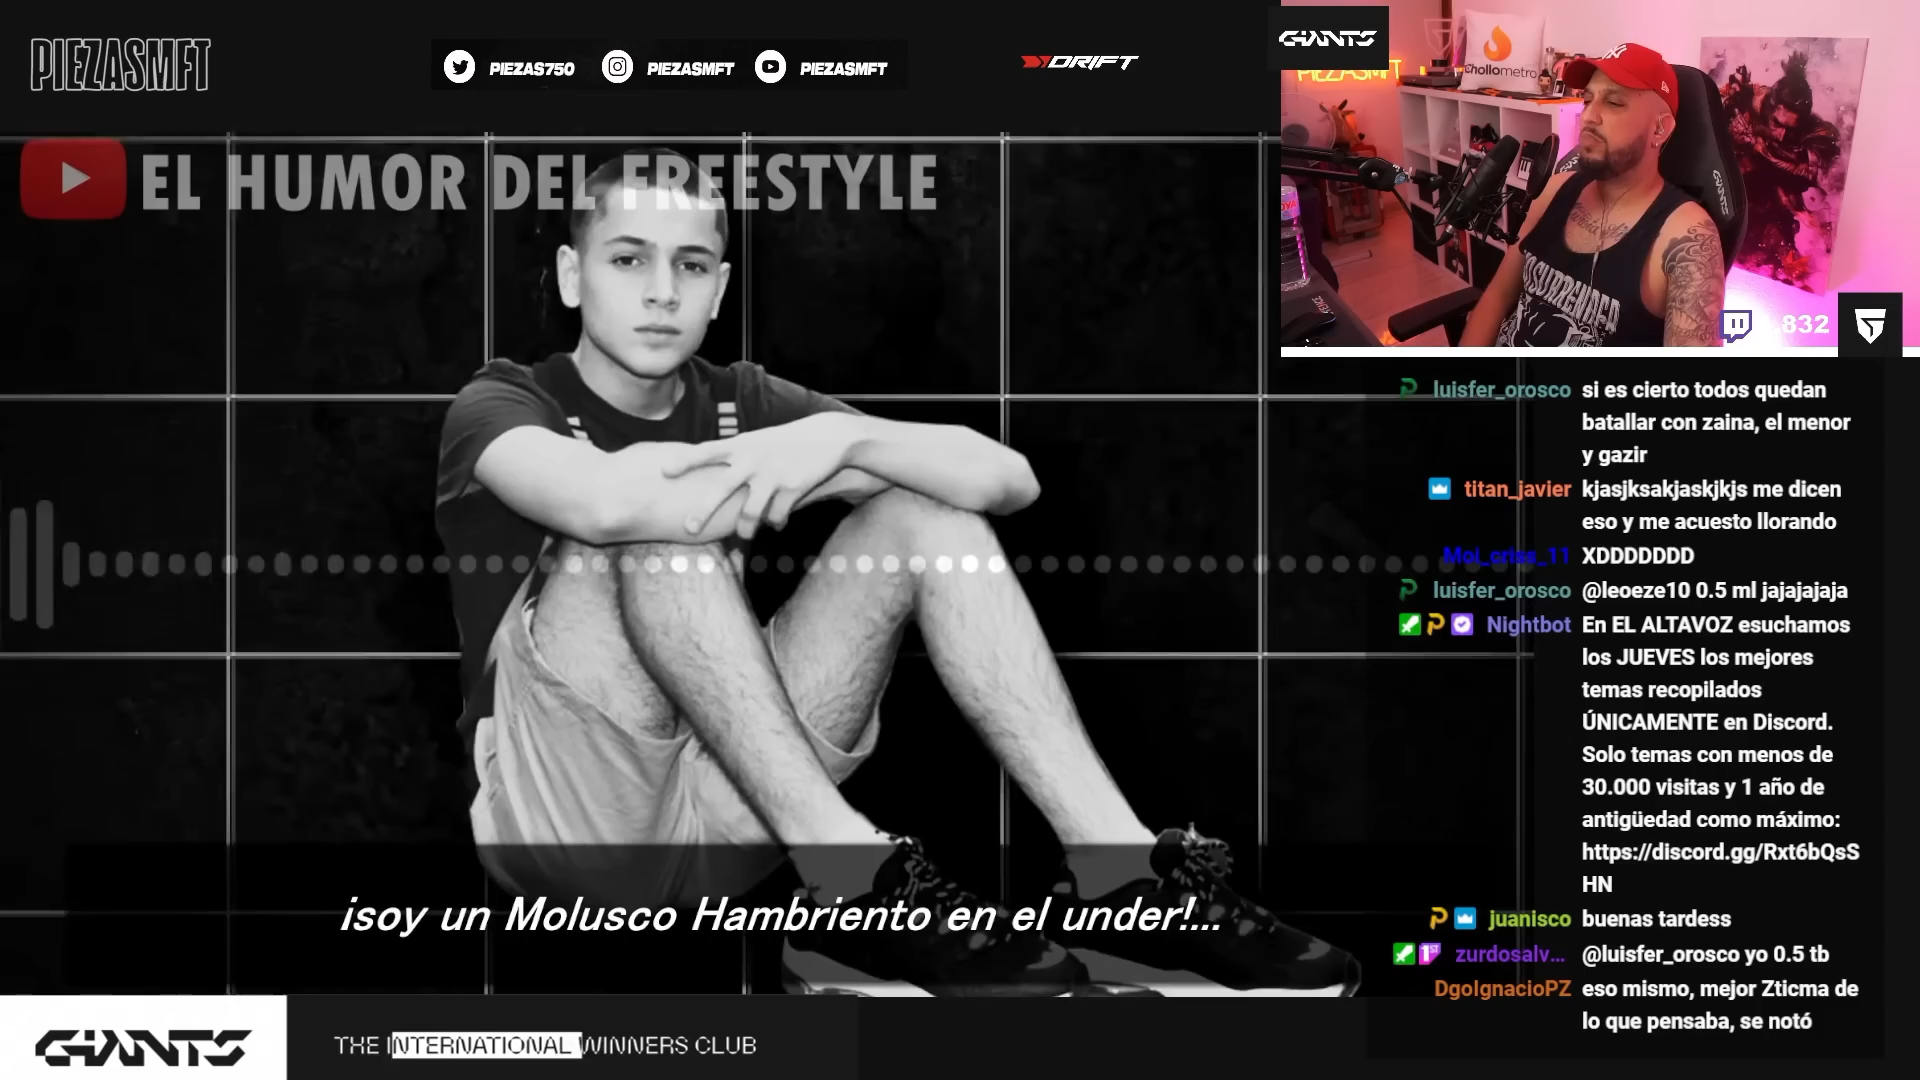 PIEZASMFT
PIEZAS750
PIEZASMFT
PIEZASMFT
DRIFT
GIANTS
PIEZASMFT
chollometro
EL HUMOR DEL FREESTYLE
832
luisfer_orosco si es cierto todos quedan
batallar con zaina, el menor
y gazir
titan_javier kjasjksakjaskjkjs me dicen
eso y me acuesto llorando
XDDDDDDD
luisfer_orosco @leoeze10 0.5 ml jajajajaja
Nightbot En EL ALTAVOZ esuchamos
los JUEVES los mejores
temas recopilados
ÚNICAMENTE en Discord.
Solo temas con menos de
30.000 visitas y 1 año de
antigüedad como máximo:
https://discord.gg/Rxt6bQsS
HN
juanisco buenas tardess
zurdosalv... @luisfer_orosco yo 0.5 tb
DgoIgnacioPZ eso mismo, mejor Zticma de
lo que pensaba, se notó
¡soy un Molusco Hambriento en el under!...
GIANTS
THE INTERNATIONAL WINNERS CLUB